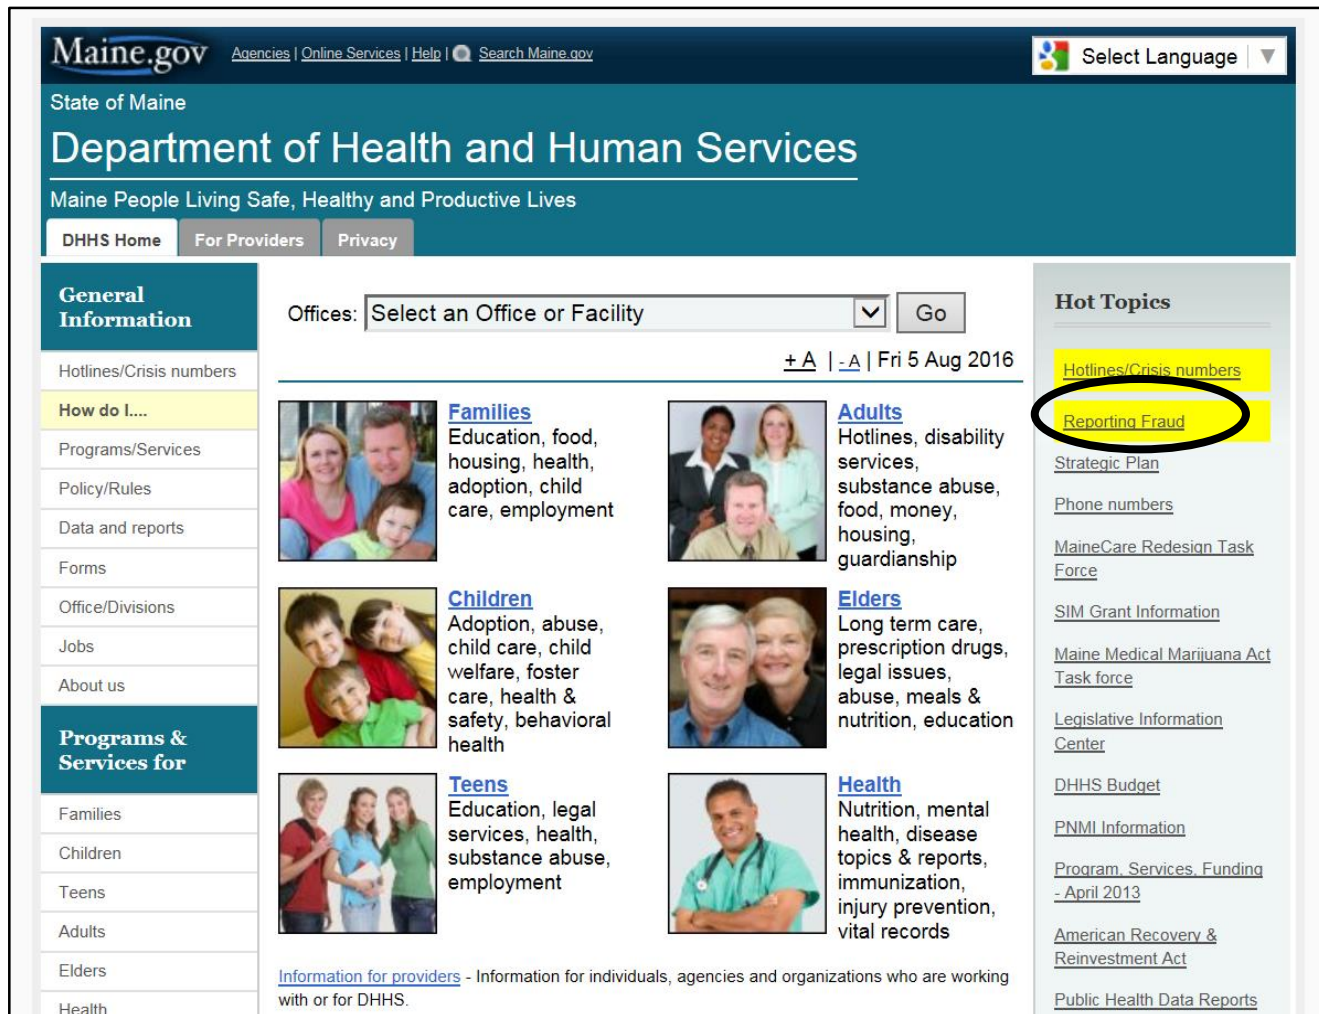 Maine.gov Agencies | Online Services | Help | Search Maine.gov
Select Language | ▼
State of Maine
Department of Health and Human Services
Maine People Living Safe, Healthy and Productive Lives
DHHS Home For Providers Privacy
General
Information
Hotlines/Crisis numbers
How do I....
Programs/Services
Policy/Rules
Data and reports
Forms
Office/Divisions
Jobs
About us
Programs &
Services for
Families
Children
Teens
Adults
Elders
Health
Offices: Select an Office or Facility Go
+ A | - A | Fri 5 Aug 2016
Families
Education, food,
housing, health,
adoption, child
care, employment
Adults
Hotlines, disability
services,
substance abuse,
food, money,
housing,
guardianship
Children
Adoption, abuse,
child care, child
welfare, foster
care, health &
safety, behavioral
health
Elders
Long term care,
prescription drugs,
legal issues,
abuse, meals &
nutrition, education
Teens
Education, legal
services, health,
substance abuse,
employment
Health
Nutrition, mental
health, disease
topics & reports,
immunization,
injury prevention,
vital records
Information for providers - Information for individuals, agencies and organizations who are working
with or for DHHS.
Hot Topics
Hotlines/Crisis numbers
Reporting Fraud
Strategic Plan
Phone numbers
MaineCare Redesign Task
Force
SIM Grant Information
Maine Medical Marijuana Act
Task force
Legislative Information
Center
DHHS Budget
PNMI Information
Program, Services, Funding
- April 2013
American Recovery &
Reinvestment Act
Public Health Data Reports